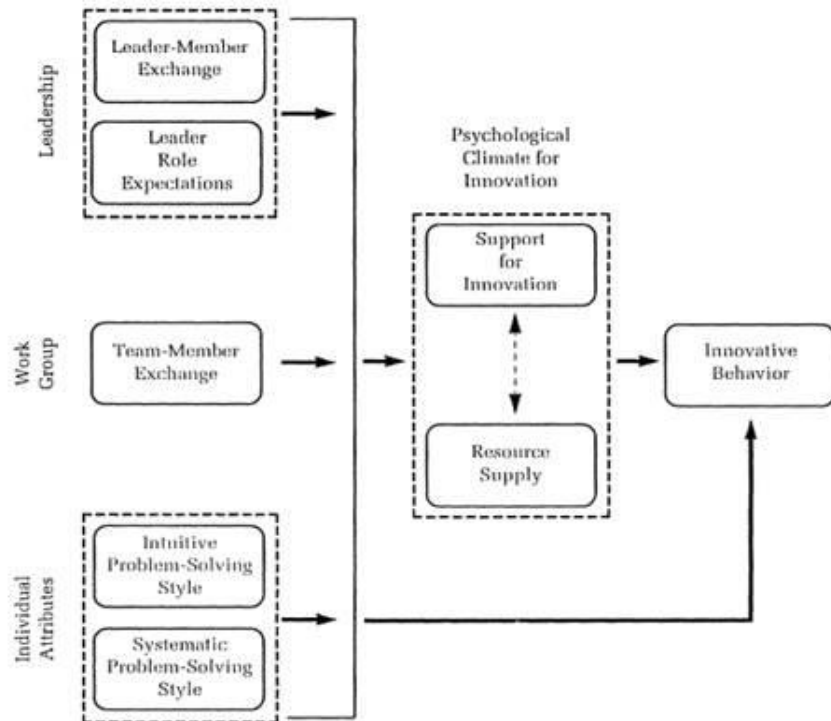 Leadership
Leader-Member
Exchange
Leader
Role
Expectations
Psychological
Climate for
Innovation
Support
for
Innovation
Work
Group
Team-Member
Exchange
Innovative
Behavior
Resource
Supply
Individual
Attributes
Intuitive
Problem-Solving
Style
Systematic
Problem-Solving
Style